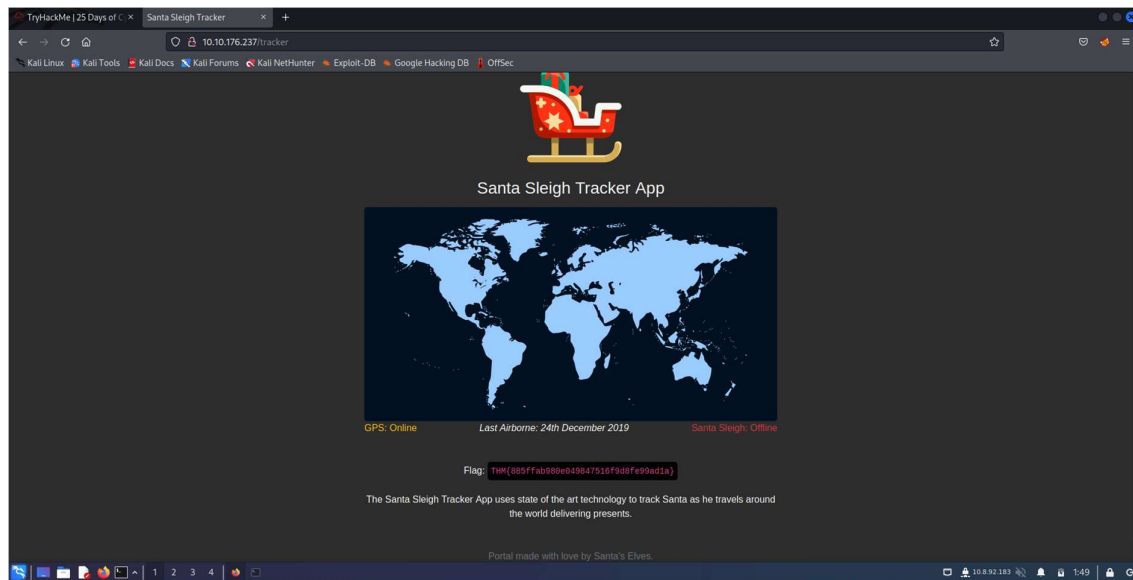 TryHackMe | 25 Days of C
Santa Sleigh Tracker
10.10.176.237/tracker
Kali Linux
Kali Tools
Kali Docs
Kali Forums
Kali NetHunter
Exploit-DB
Google Hacking DB
OffSec
Santa Sleigh Tracker App
GPS: Online
Last Airborne: 24th December 2019
Santa Sleigh: Offline
Flag: THM{885ffab980e049847516f9d8fe99ad1a}
The Santa Sleigh Tracker App uses state of the art technology to track Santa as he travels around
the world delivering presents.
Portal made with love by Santa's Elves.
1 2 3 4
10.8.92.183
1:49